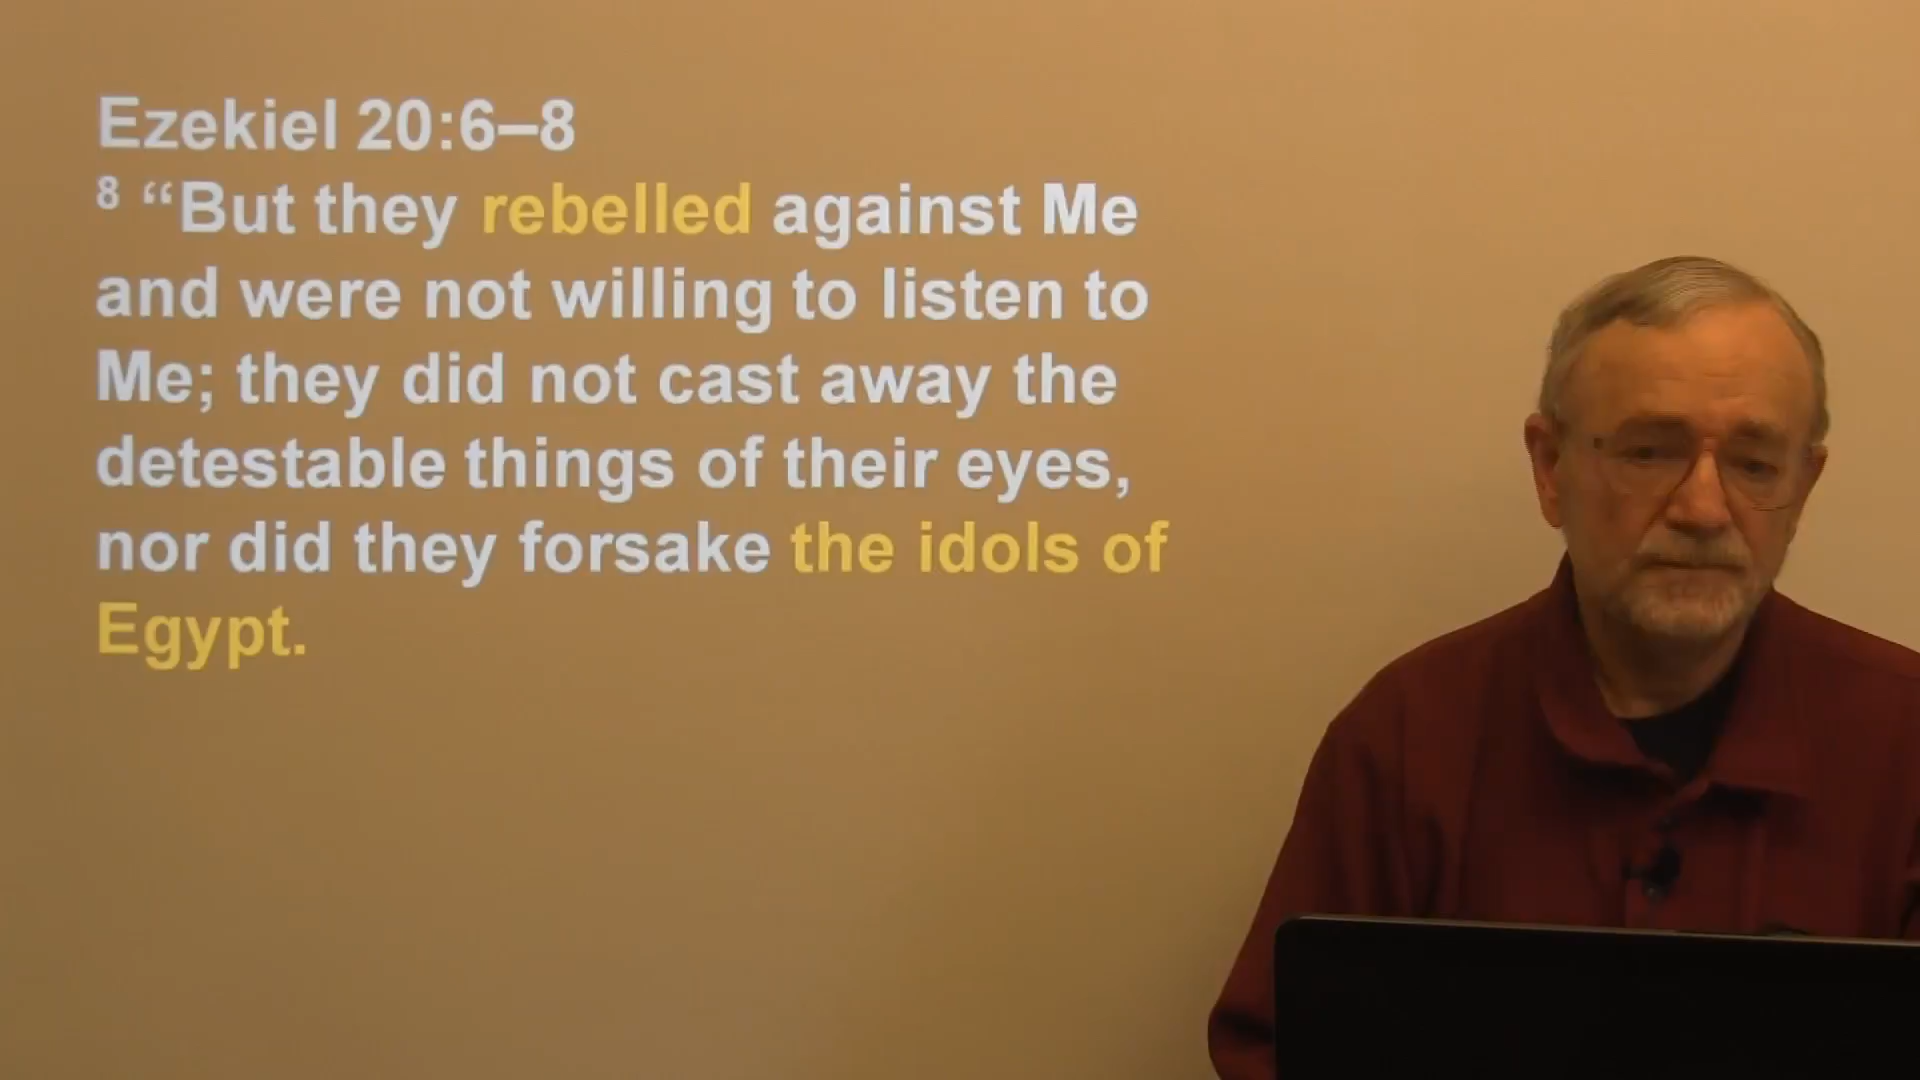 Ezekiel 20:6–8
8 “But they rebelled against Me
and were not willing to listen to
Me; they did not cast away the
detestable things of their eyes,
nor did they forsake the idols of
Egypt.